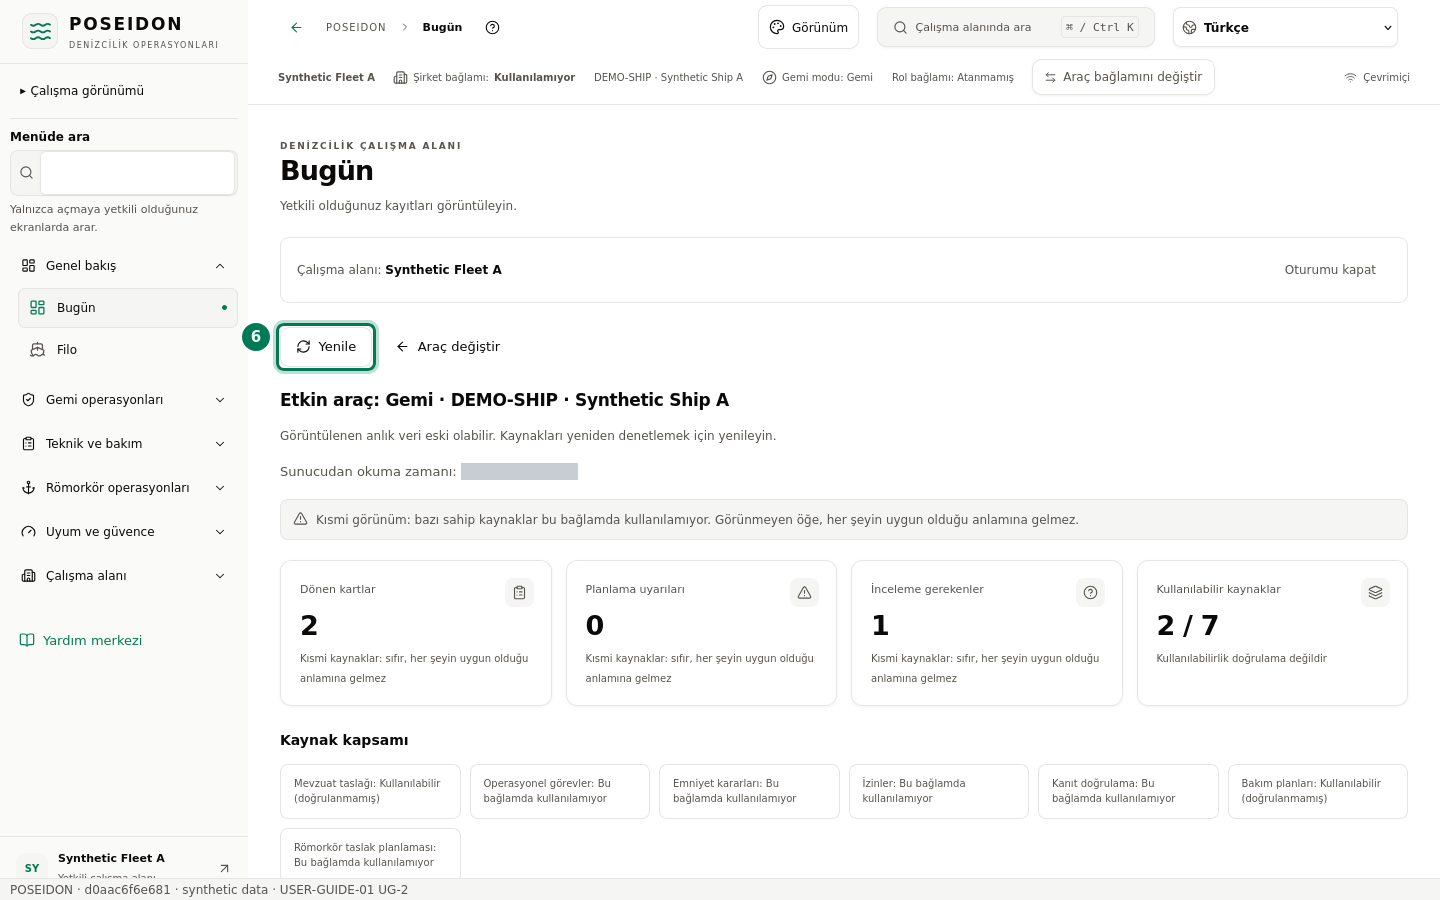 POSEIDON
DENİZCİLİK OPERASYONLARI
▸ Çalışma görünümü
Menüde ara
Yalnızca açmaya yetkili olduğunuz
ekranlarda arar.
Genel bakış
Bugün
Filo
Gemi operasyonları
Teknik ve bakım
Römorkör operasyonları
Uyum ve güvence
Çalışma alanı
Yardım merkezi
SY
Synthetic Fleet A
Yetkili çalışma alanı
POSEIDON > Bugün
Görünüm
Çalışma alanında ara
⌘ / Ctrl K
Türkçe
Synthetic Fleet A
Şirket bağlamı: Kullanılamıyor
DEMO-SHIP · Synthetic Ship A
Gemi modu: Gemi
Rol bağlamı: Atanmamış
Araç bağlamını değiştir
Çevrimiçi
DENİZCİLİK ÇALIŞMA ALANI
Bugün
Yetkili olduğunuz kayıtları görüntüleyin.
Çalışma alanı: Synthetic Fleet A
Oturumu kapat
6
Yenile
Araç değiştir
Etkin araç: Gemi · DEMO-SHIP · Synthetic Ship A
Görüntülenen anlık veri eski olabilir. Kaynakları yeniden denetlemek için yenileyin.
Sunucudan okuma zamanı:
Kısmi görünüm: bazı sahip kaynaklar bu bağlamda kullanılamıyor. Görünmeyen öğe, her şeyin uygun olduğu anlamına gelmez.
Dönen kartlar
2
Kısmi kaynaklar: sıfır, her şeyin uygun olduğu
anlamına gelmez
Planlama uyarıları
0
Kısmi kaynaklar: sıfır, her şeyin uygun olduğu
anlamına gelmez
İnceleme gerekenler
1
Kısmi kaynaklar: sıfır, her şeyin uygun olduğu
anlamına gelmez
Kullanılabilir kaynaklar
2 / 7
Kullanılabilirlik doğrulama değildir
Kaynak kapsamı
Mevzuat taslağı: Kullanılabilir
(doğrulanmamış)
Operasyonel görevler: Bu
bağlamda kullanılamıyor
Emniyet kararları: Bu
bağlamda kullanılamıyor
İzinler: Bu bağlamda
kullanılamıyor
Kanıt doğrulama: Bu
bağlamda kullanılamıyor
Bakım planları: Kullanılabilir
(doğrulanmamış)
Römorkör taslak planlaması:
Bu bağlamda kullanılamıyor
POSEIDON · d0aac6f6e681 · synthetic data · USER-GUIDE-01 UG-2